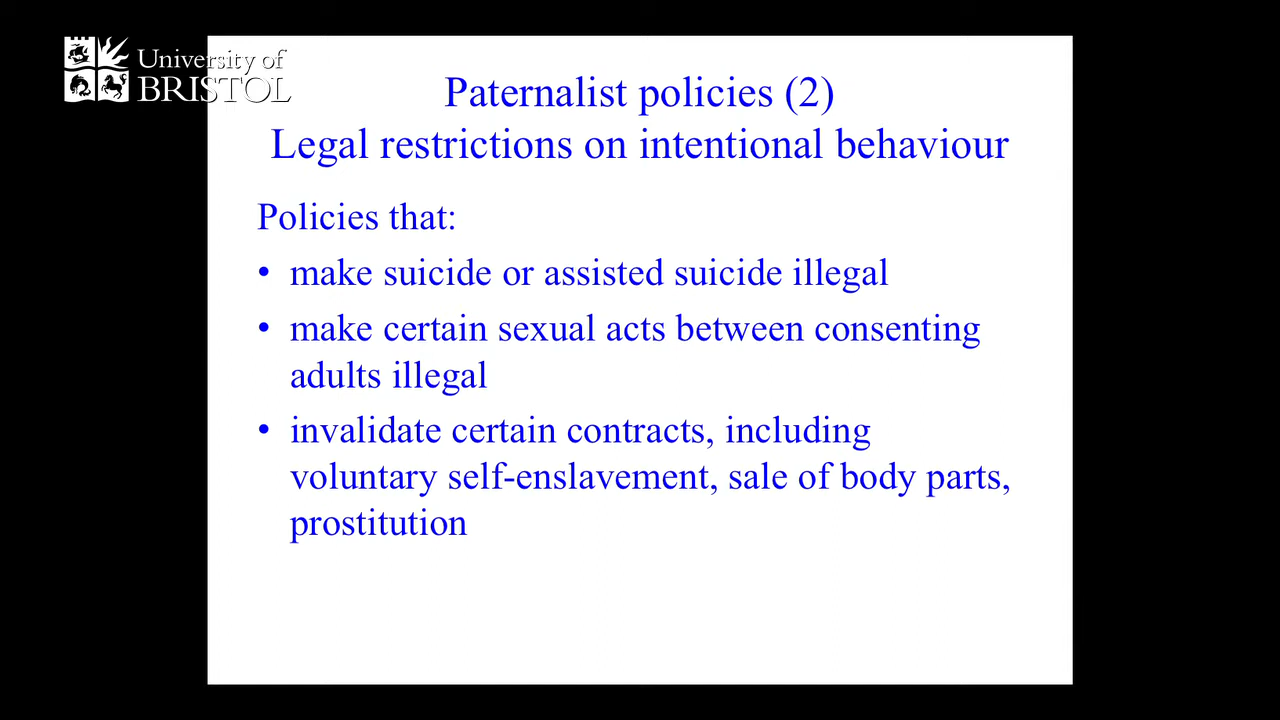 University of
BRISTOL
Paternalist policies (2)
Legal restrictions on intentional behaviour
Policies that:
• make suicide or assisted suicide illegal
• make certain sexual acts between consenting
adults illegal
• invalidate certain contracts, including
voluntary self-enslavement, sale of body parts,
prostitution